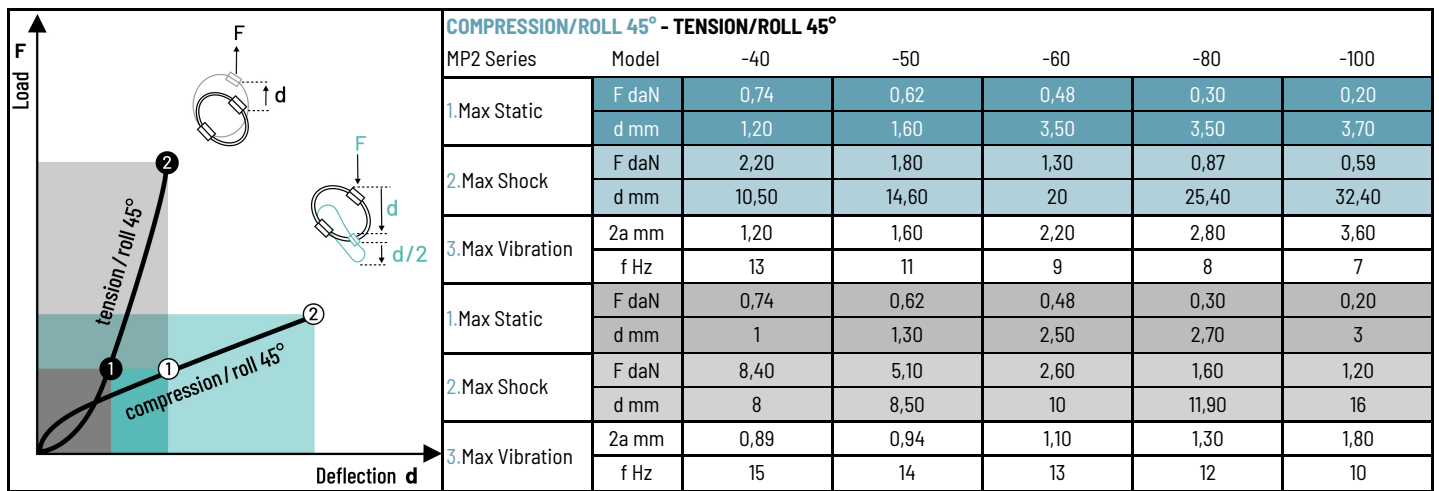 F
Load
F
d
F
d
d/2
2
tension/roll 45°
2
1
1
compression/roll 45°
Deflection d
COMPRESSION/ROLL 45° - TENSION/ROLL 45°
MP2 Series Model -40 -50 -60 -80 -100
1.Max Static
F daN 0,74 0,62 0,48 0,30 0,20
d mm 1,20 1,60 3,50 3,50 3,70
2.Max Shock
F daN 2,20 1,80 1,30 0,87 0,59
d mm 10,50 14,60 20 25,40 32,40
3.Max Vibration
2a mm 1,20 1,60 2,20 2,80 3,60
f Hz 13 11 9 8 7
1.Max Static
F daN 0,74 0,62 0,48 0,30 0,20
d mm 1 1,30 2,50 2,70 3
2.Max Shock
F daN 8,40 5,10 2,60 1,60 1,20
d mm 8 8,50 10 11,90 16
3.Max Vibration
2a mm 0,89 0,94 1,10 1,30 1,80
f Hz 15 14 13 12 10